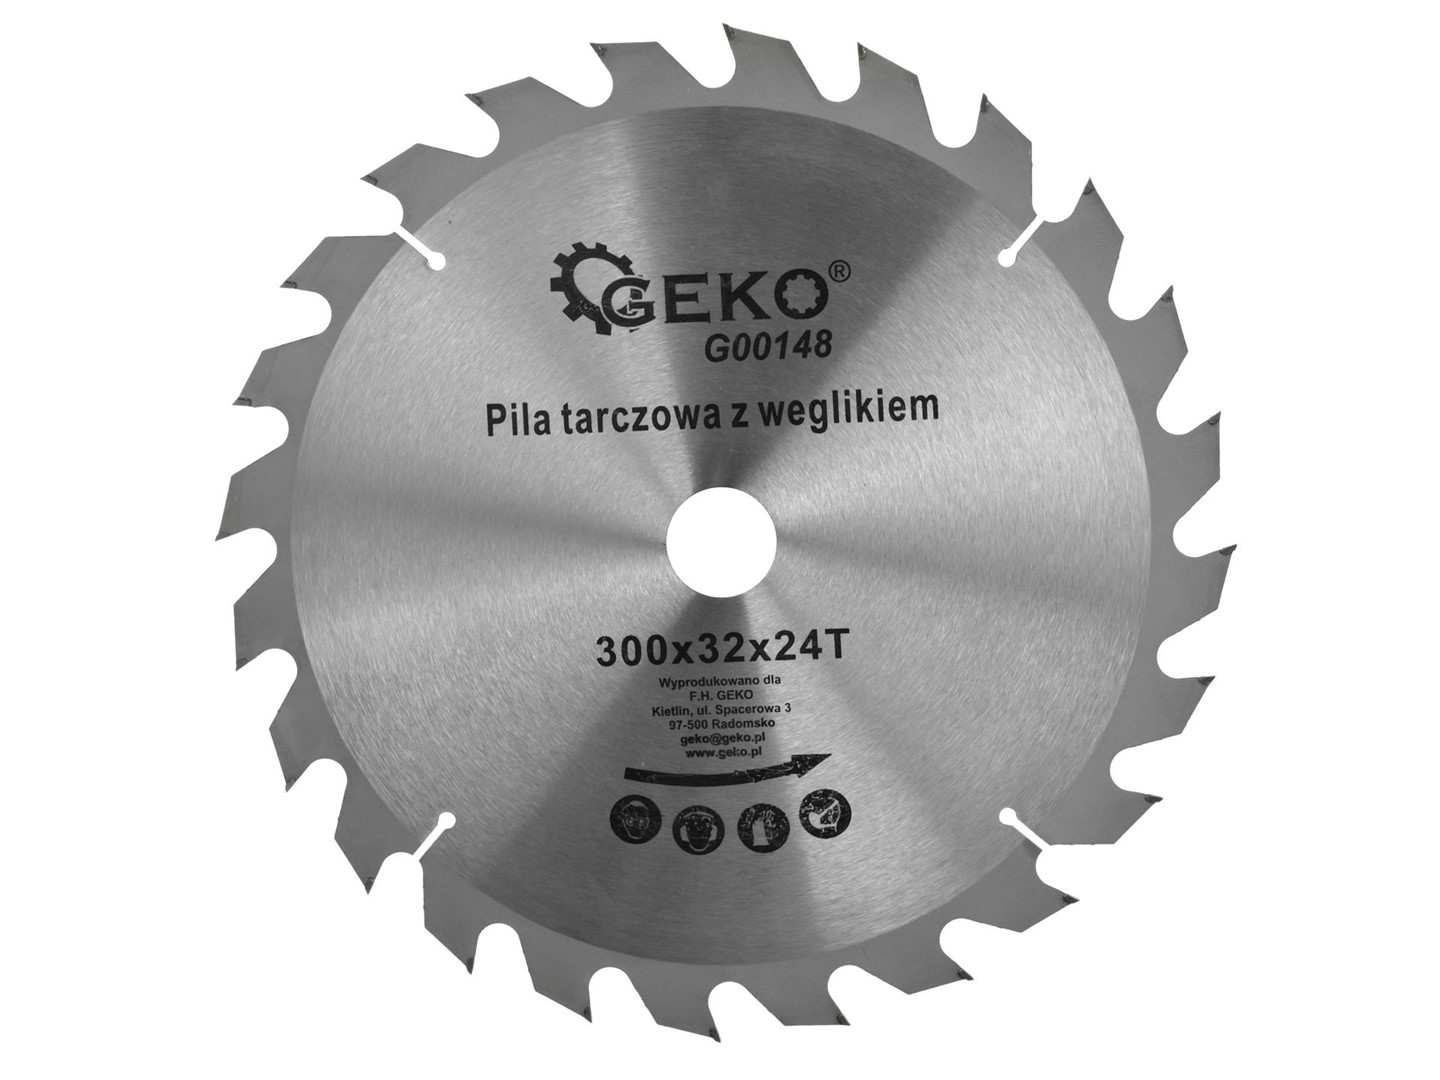 GEKO®
G00148
Pila tarczowa z weglikiem
300x32x24T
Wyprodukowano dla
F.H. GEKO
Kietlin, ul. Spacerowa 3
97-500 Radomsko
geko@geko.pl
www.geko.pl